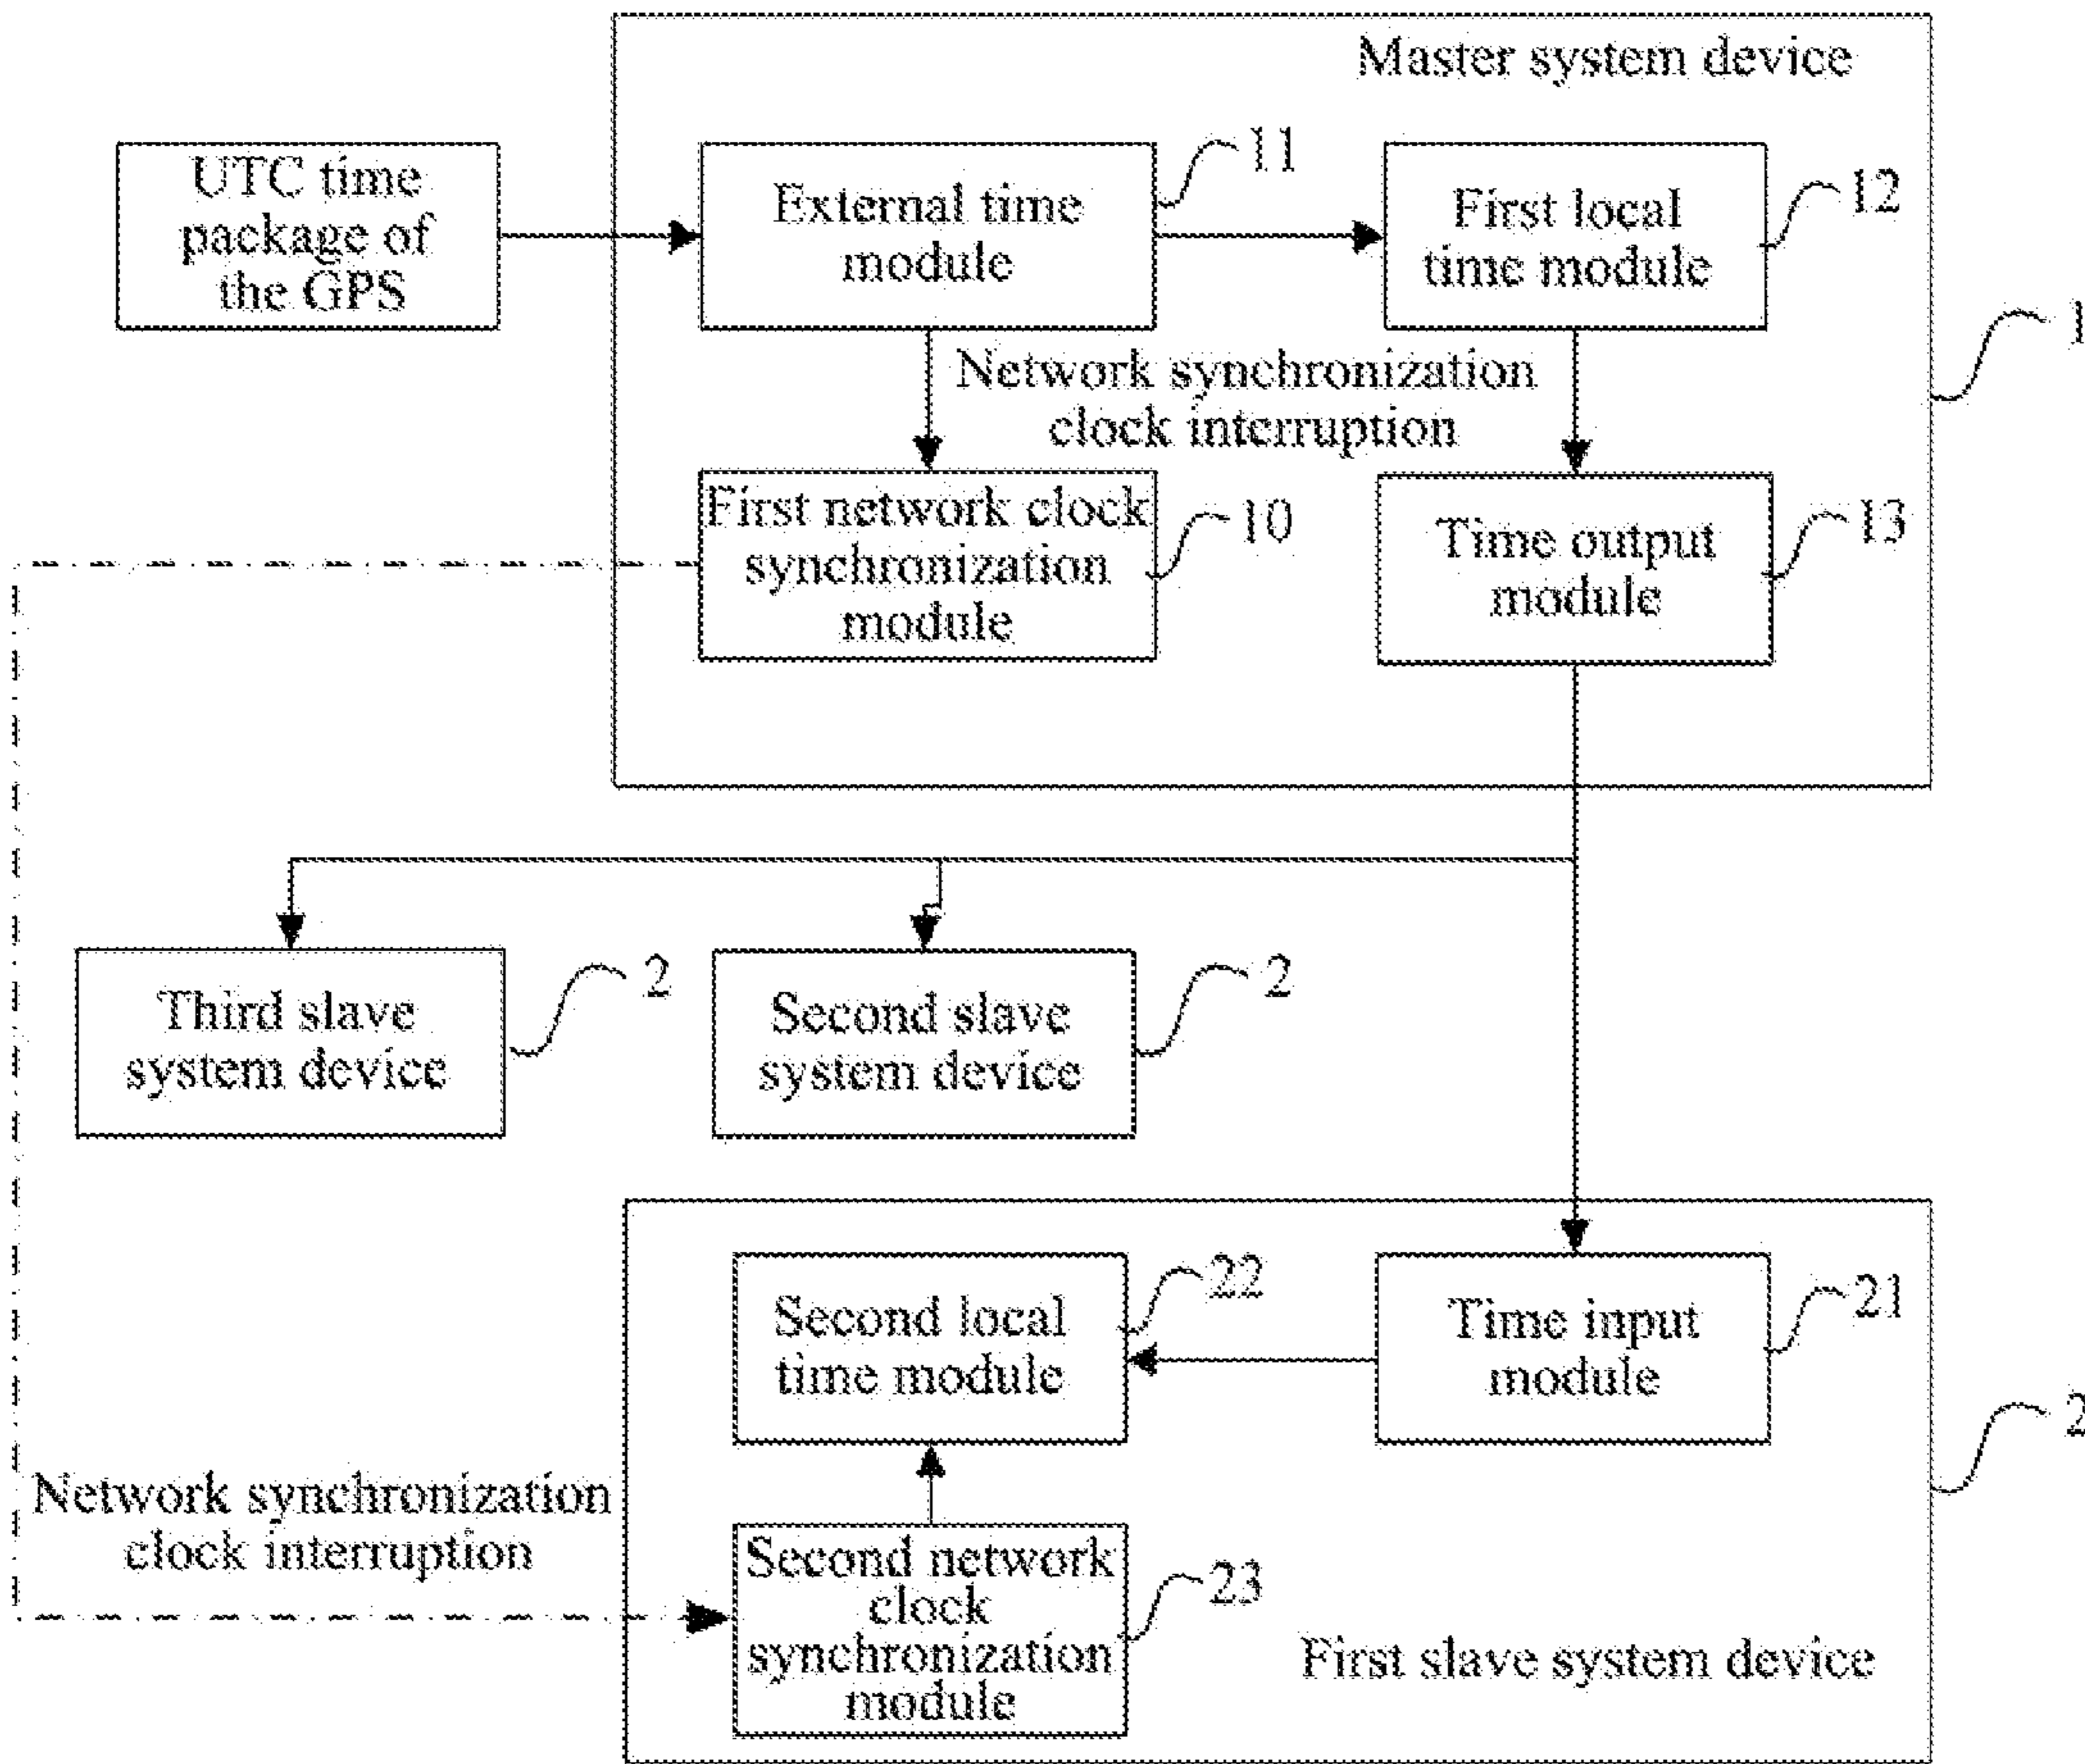 Master system device
UTC time
package of
the GPS
External time
module
11
First local
time module
12
1
Network synchronization
clock interruption
First network clock
synchronization
module
10
Time output
module
13
Third slave
system device
2
Second slave
system device
2
Second local
time module
22
Time input
module
21
2
Network synchronization
clock interruption
Second network
clock
synchronization
module
23
First slave system device